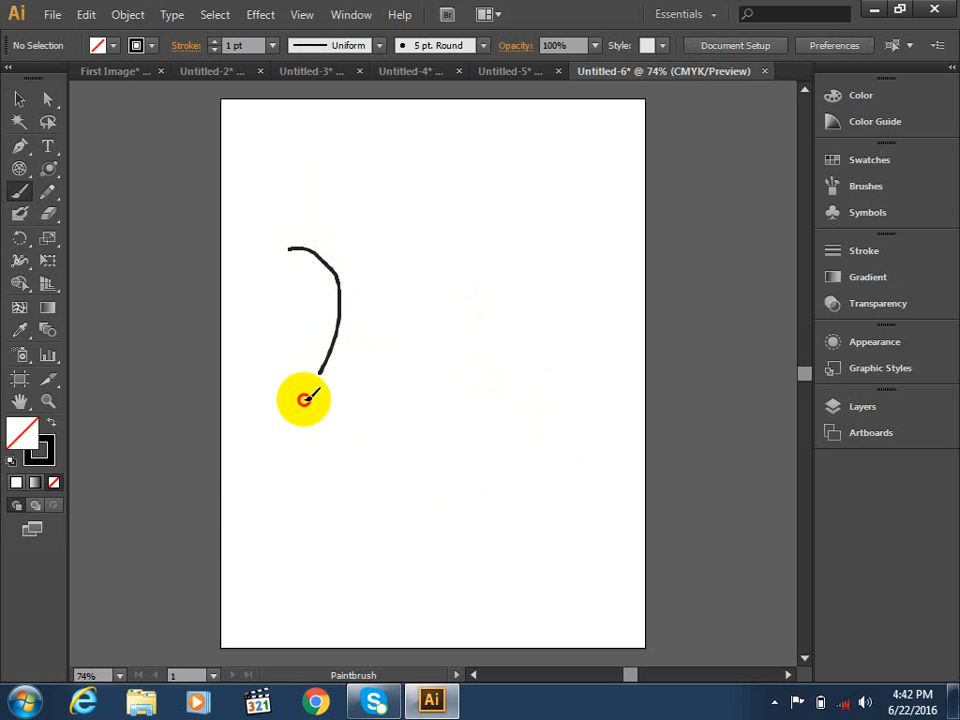 Ai File Edit Object Type Select Effect View Window Help Br Essentials
No Selection Stroke: 1 pt Uniform 5 pt. Round Opacity: 100% Style: Document Setup Preferences
First Image* ... Untitled-2* ... Untitled-3* ... Untitled-4* ... Untitled-5* ... Untitled-6* @ 74% (CMYK/Preview)
Color
Color Guide
Swatches
Brushes
Symbols
Stroke
Gradient
Transparency
Appearance
Graphic Styles
Layers
Artboards
T
74% 1 Paintbrush
321 Ai 4:42 PM
6/22/2016